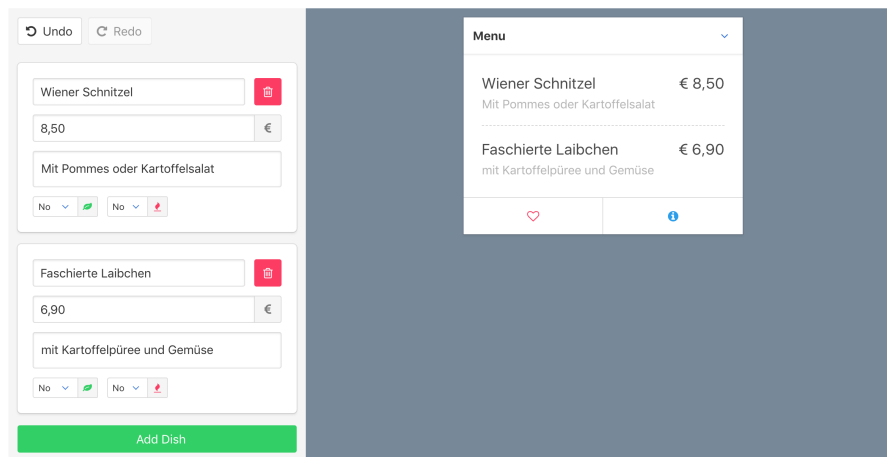 Undo
Redo
Wiener Schnitzel
8,50
€
Mit Pommes oder Kartoffelsalat
No
No
Faschierte Laibchen
6,90
€
mit Kartoffelpüree und Gemüse
No
No
Add Dish
Menu
Wiener Schnitzel € 8,50
Mit Pommes oder Kartoffelsalat
Faschierte Laibchen € 6,90
mit Kartoffelpüree und Gemüse